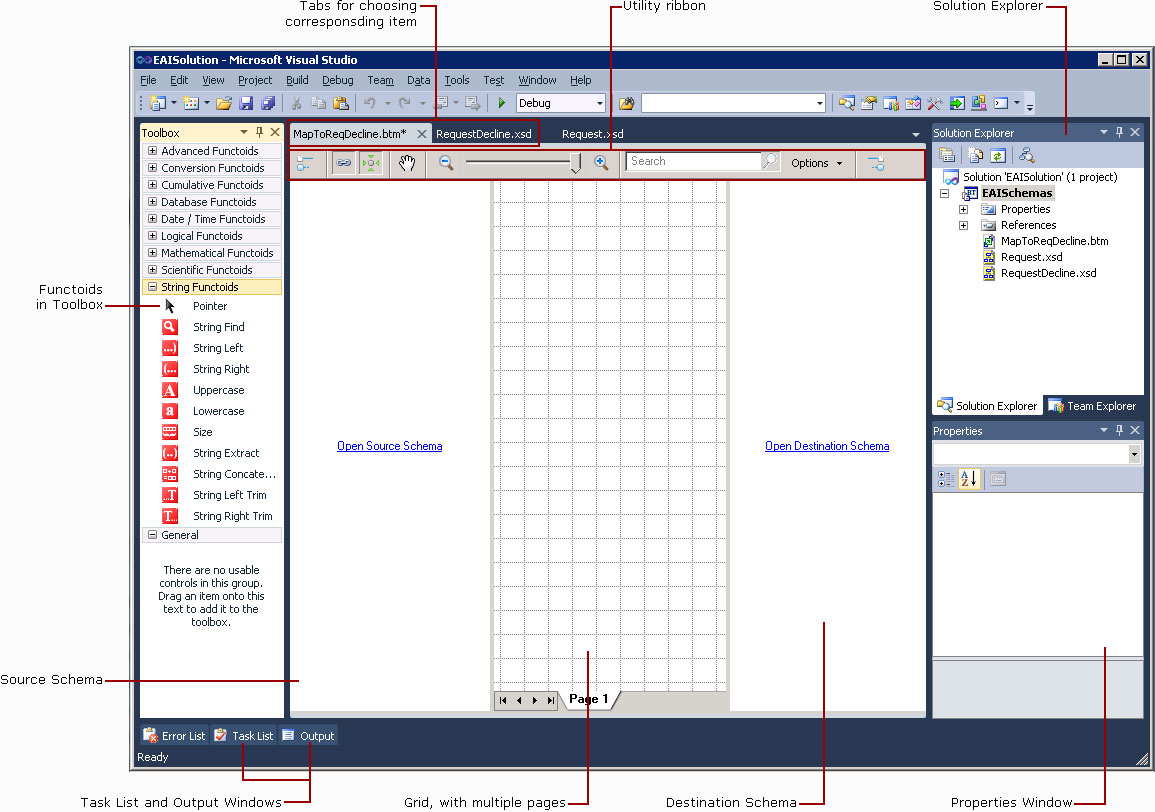 Tabs for choosing
corresponsding item
Utility ribbon
Solution Explorer
EAISolution - Microsoft Visual Studio
File Edit View Project Build Debug Team Data Tools Test Window Help
Debug
Toolbox
MapToReqDecline.btm* RequestDecline.xsd Request.xsd
Solution Explorer
Search
Options
Advanced Functoids
Conversion Functoids
Cumulative Functoids
Database Functoids
Date / Time Functoids
Logical Functoids
Mathematical Functoids
Scientific Functoids
String Functoids
Pointer
String Find
String Left
String Right
Uppercase
Lowercase
Size
String Extract
String Concate...
String Left Trim
String Right Trim
General
There are no usable
controls in this group.
Drag an item onto this
text to add it to the
toolbox.
Functoids
in Toolbox
Source Schema
Open Source Schema
Open Destination Schema
Page 1
Solution 'EAISolution' (1 project)
EAISchemas
Properties
References
MapToReqDecline.btm
Request.xsd
RequestDecline.xsd
Solution Explorer
Team Explorer
Properties
Error List
Task List
Output
Ready
Task List and Output Windows
Grid, with multiple pages
Destination Schema
Properties Window